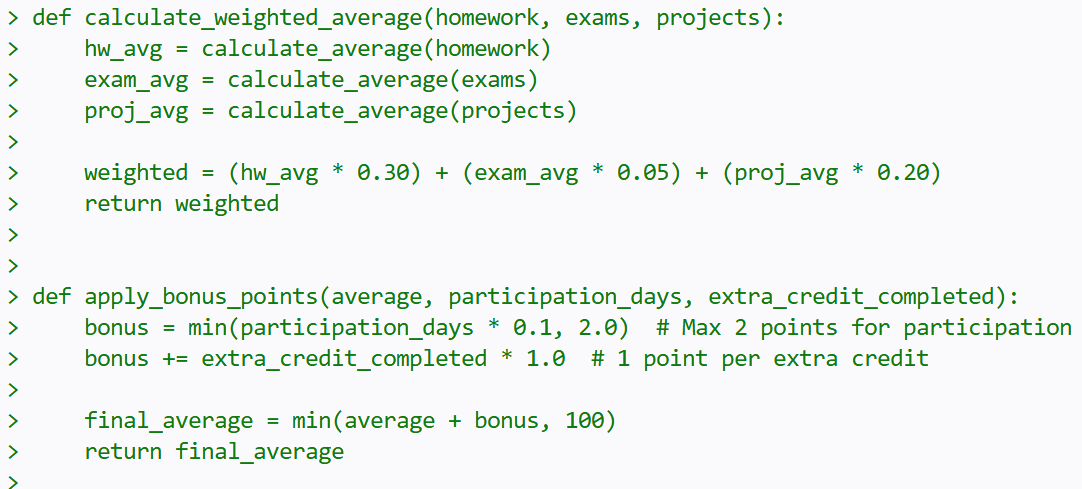 > def calculate_weighted_average(homework, exams, projects):
>     hw_avg = calculate_average(homework)
>     exam_avg = calculate_average(exams)
>     proj_avg = calculate_average(projects)
>
>     weighted = (hw_avg * 0.30) + (exam_avg * 0.05) + (proj_avg * 0.20)
>     return weighted
>
>
> def apply_bonus_points(average, participation_days, extra_credit_completed):
>     bonus = min(participation_days * 0.1, 2.0)  # Max 2 points for participation
>     bonus += extra_credit_completed * 1.0  # 1 point per extra credit
>
>     final_average = min(average + bonus, 100)
>     return final_average
>